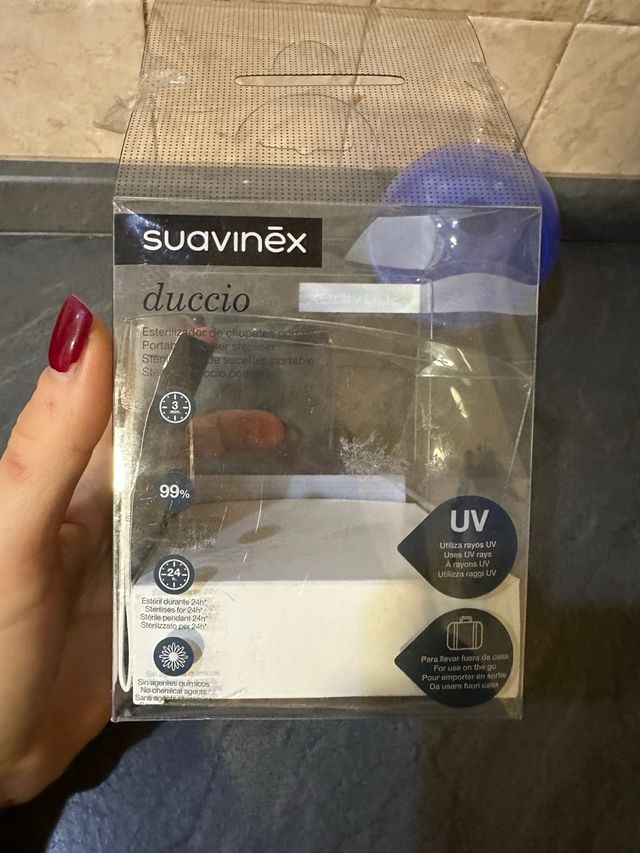 suavinēx
duccio
Esterilizador de chupetes portátil
3
min.
99%
24
h.
Estéril durante 24h*
Sterilises for 24h*
Stérile pendant 24h*
Sterilizzato per 24h*
Sin agentes químicos
No chemical agents
UV
Utiliza rayos UV
Uses UV rays
À rayons UV
Utilizza raggi UV
Para llevar fuera de casa
For use on the go
Pour emporter en sortie
Da usare fuori casa